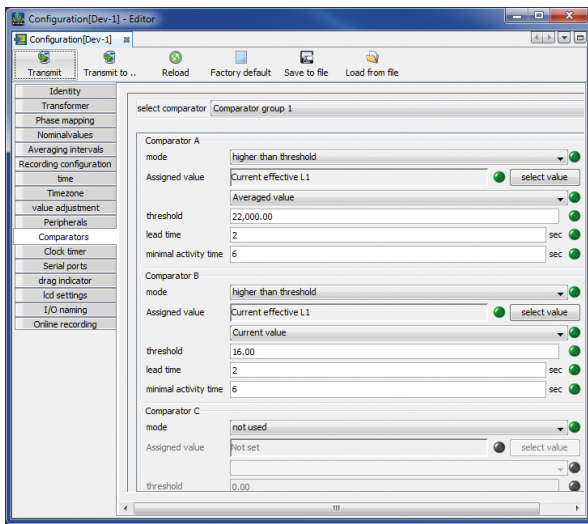 Configuration[Dev-1] - Editor
Configuration[Dev-1]
Transmit Transmit to .. Reload Factory default Save to file Load from file
Identity
Transformer
Phase mapping
Nominalvalues
Averaging intervals
Recording configuration
time
Timezone
value adjustment
Peripherals
Comparators
Clock timer
Serial ports
drag indicator
lcd settings
I/O naming
Online recording
select comparator Comparator group 1
Comparator A
mode higher than threshold
Assigned value Current effective L1 select value
Averaged value
threshold 22,000.00
lead time 2 sec
minimal activity time 6 sec
Comparator B
mode higher than threshold
Assigned value Current effective L1 select value
Current value
threshold 16.00
lead time 2 sec
minimal activity time 6 sec
Comparator C
mode not used
Assigned value Not set select value
threshold 0.00